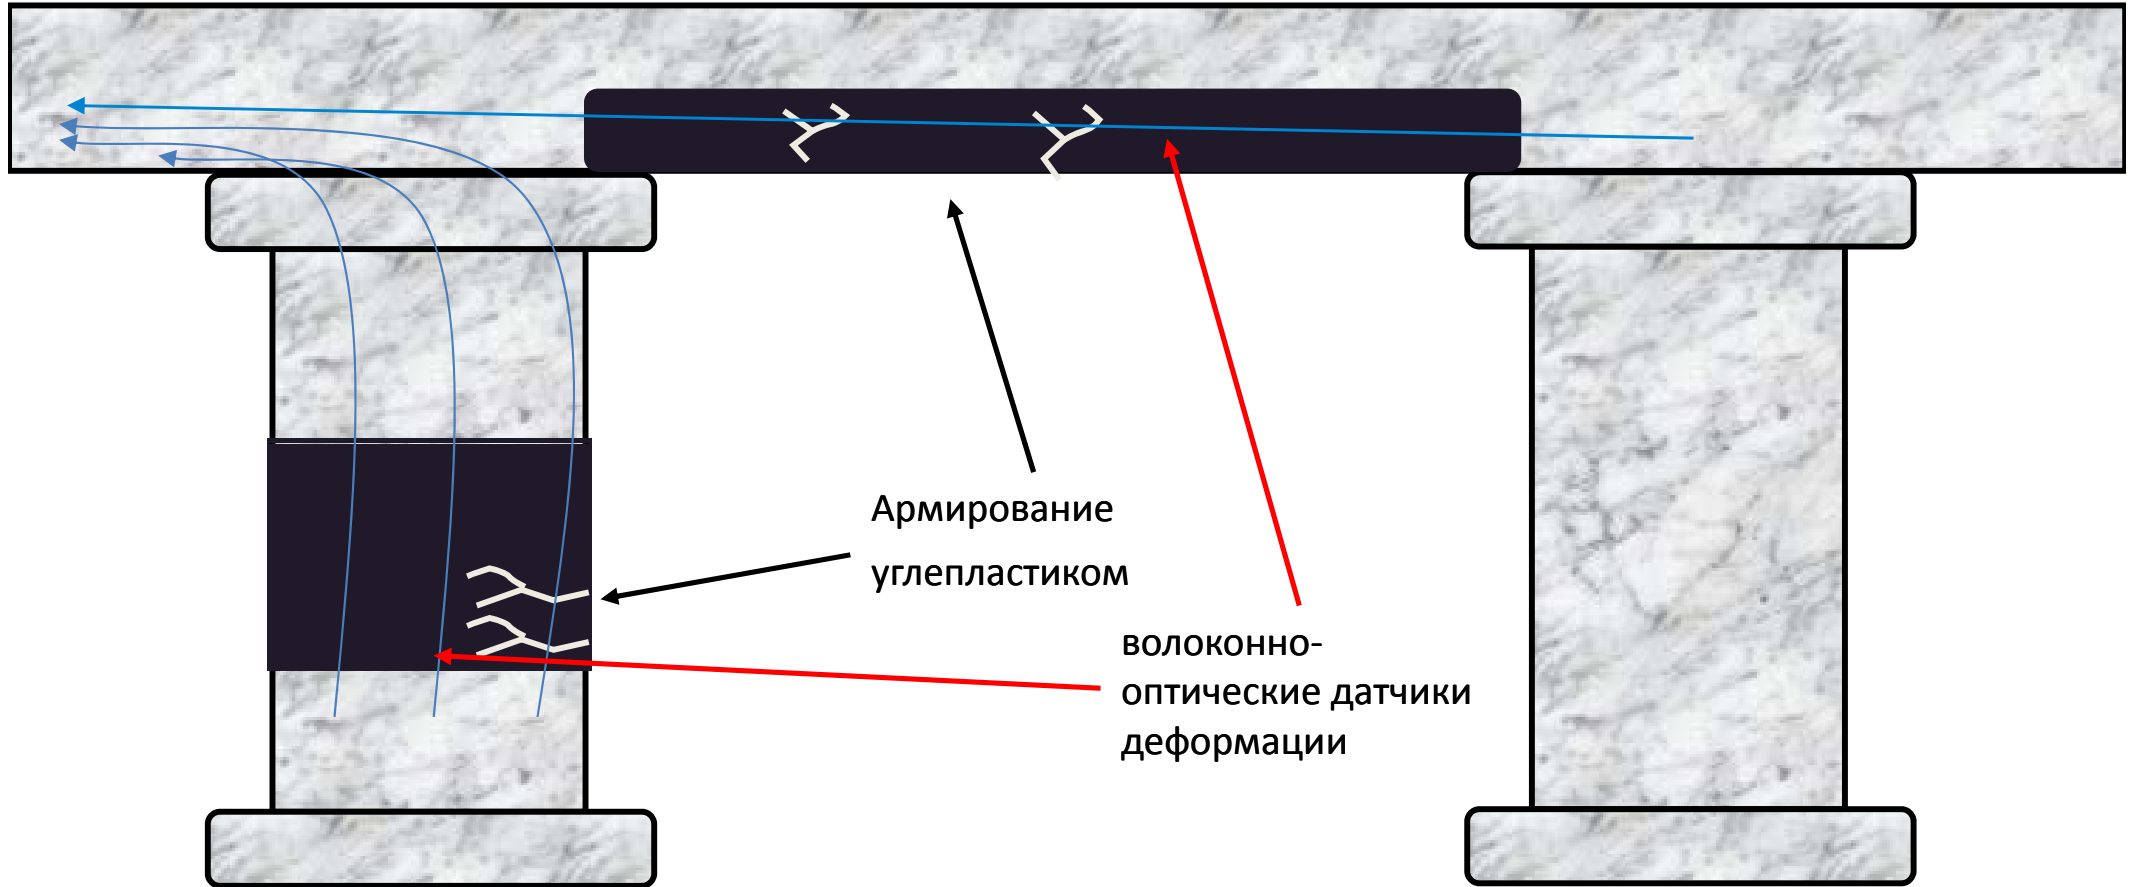 Армирование
углепластиком
волоконно-
оптические датчики
деформации